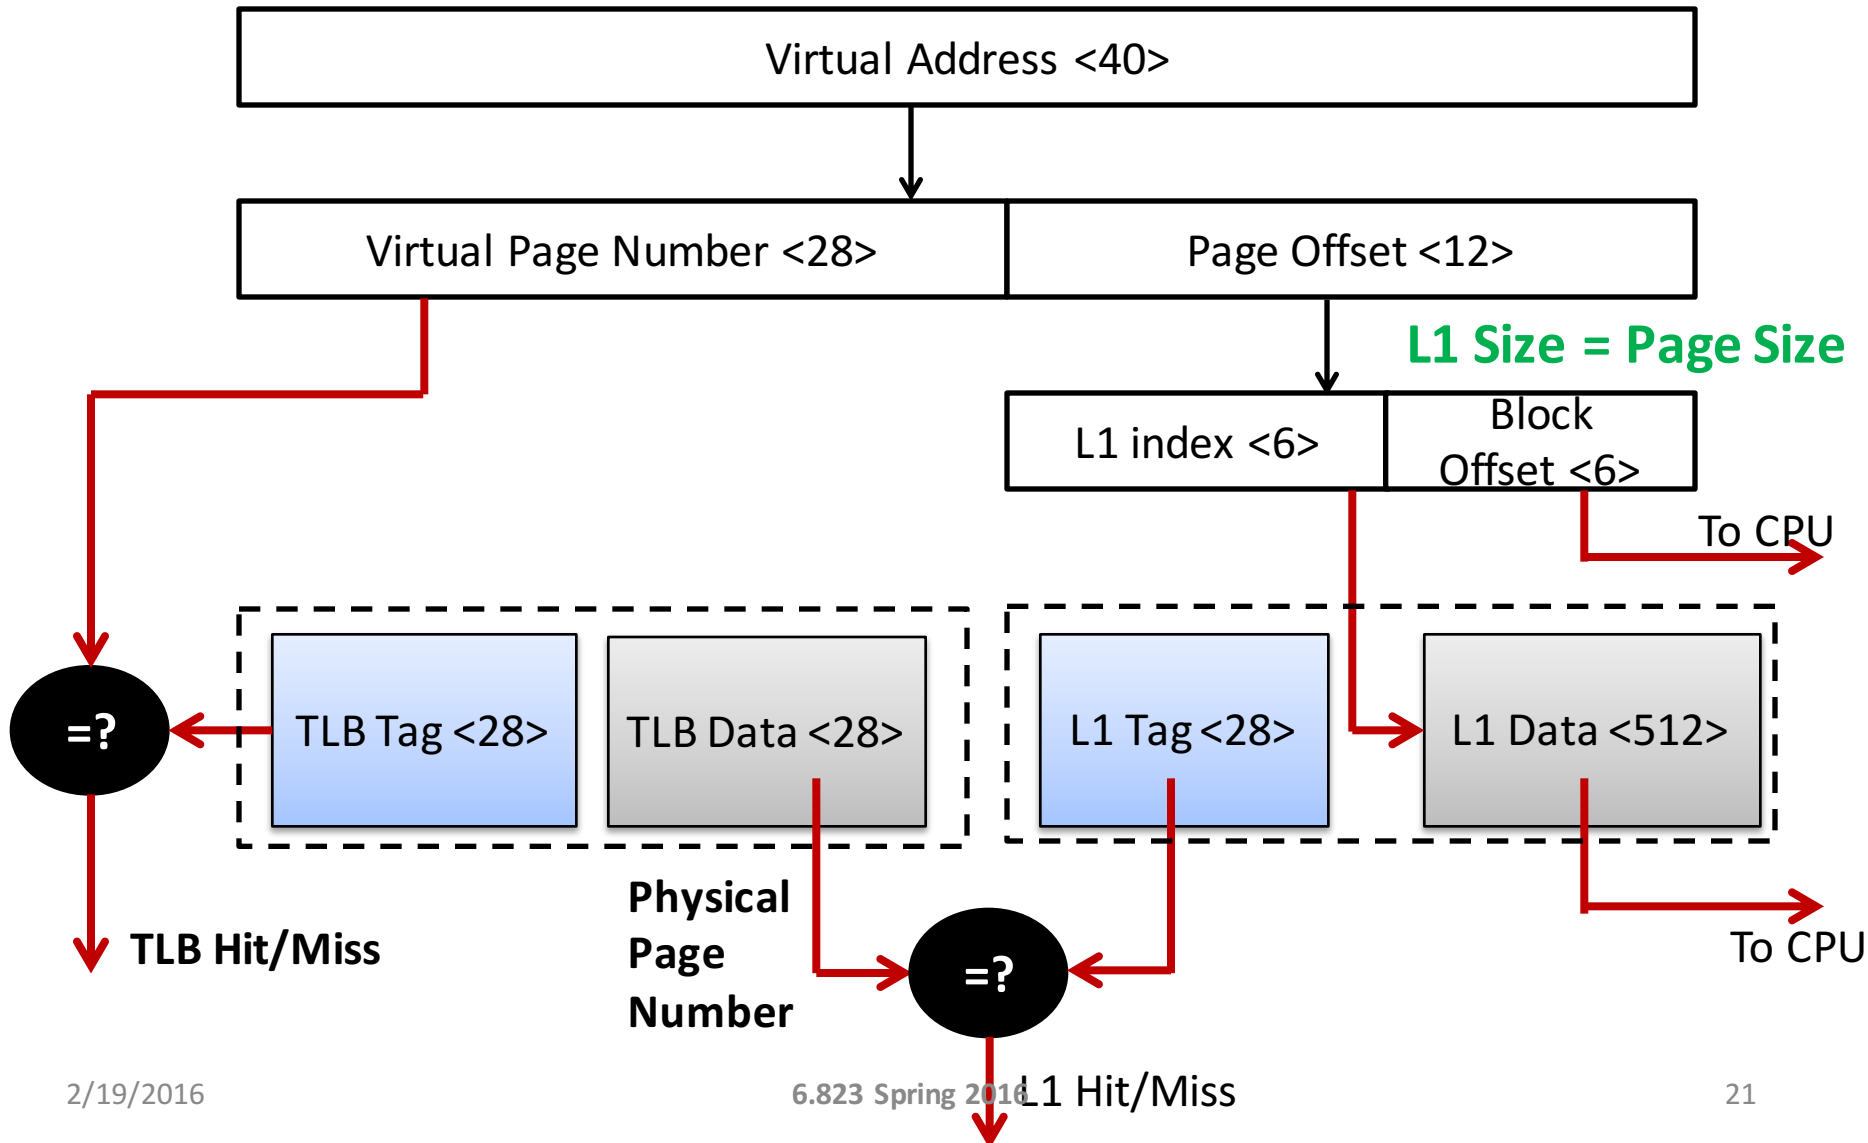 Virtual Address <40>
Virtual Page Number <28>
Page Offset <12>
L1 Size = Page Size
L1 index <6>
Block
Offset <6>
To CPU
=?
TLB Tag <28>
TLB Data <28>
L1 Tag <28>
L1 Data <512>
TLB Hit/Miss
Physical
Page
Number
=?
To CPU
L1 Hit/Miss
2/19/2016
6.823 Spring 2016
21